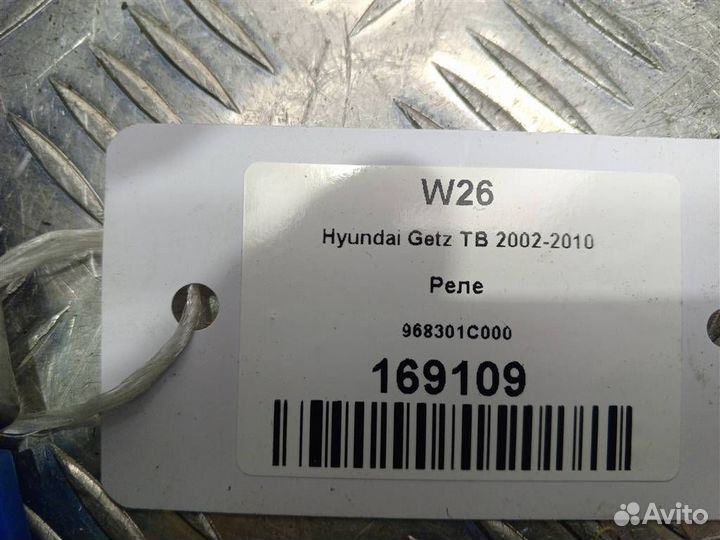 W26
Hyundai Getz TB 2002-2010
Реле
968301C000
169109
Avito